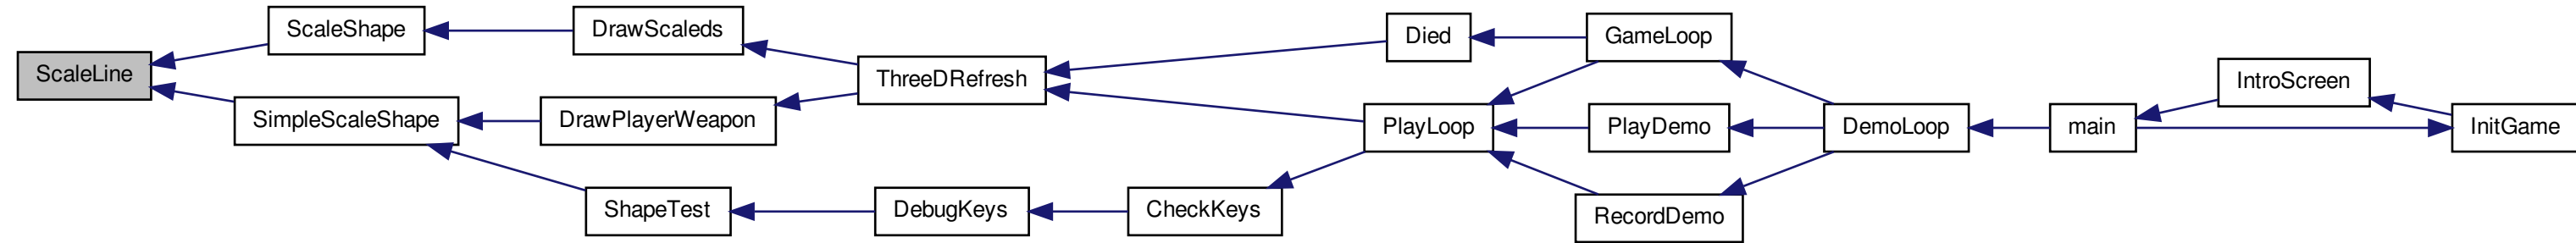 ScaleLine
ScaleShape
SimpleScaleShape
DrawScaleds
DrawPlayerWeapon
ShapeTest
ThreeDRefresh
DebugKeys
CheckKeys
Died
PlayLoop
GameLoop
PlayDemo
RecordDemo
DemoLoop
main
IntroScreen
InitGame